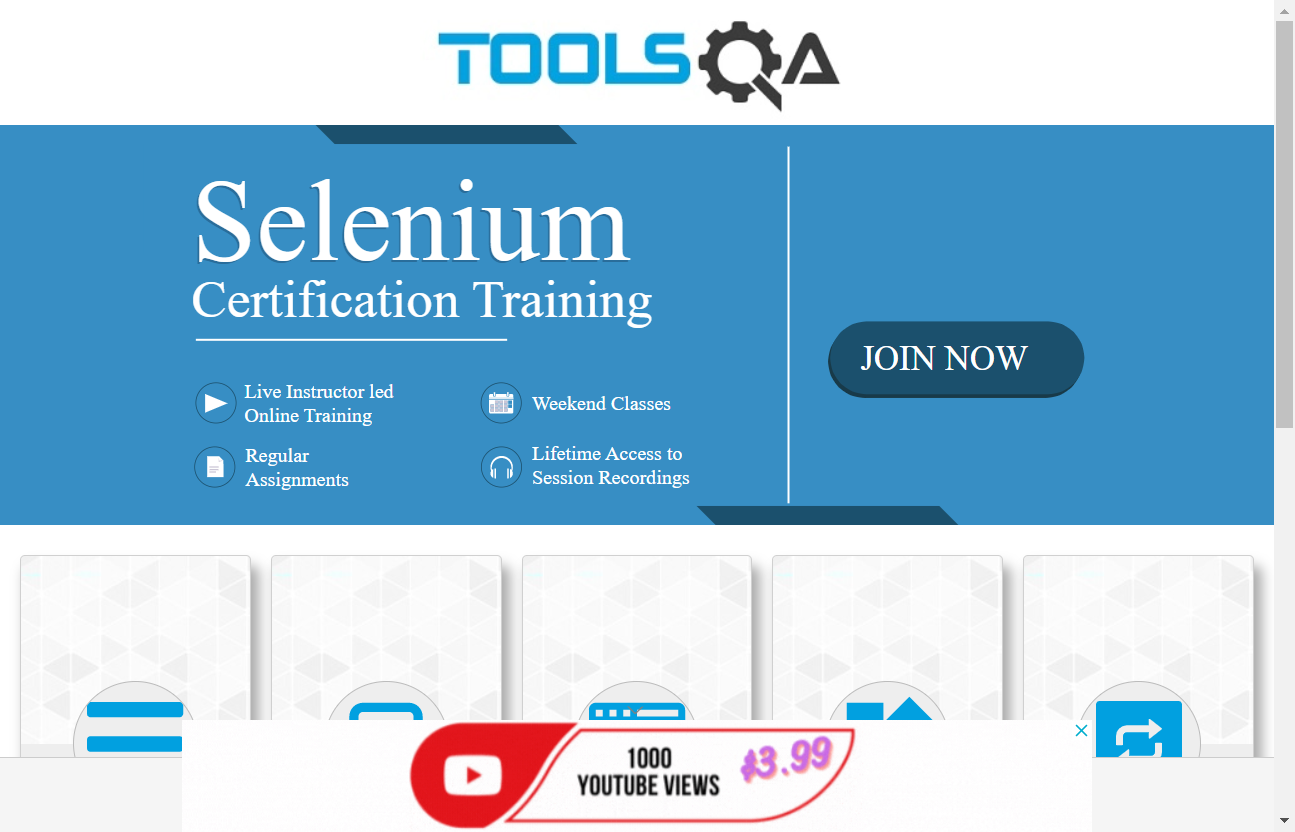 TOOLSQA
Selenium
Certification Training
JOIN NOW
Live Instructor led
Online Training
Weekend Classes
Regular
Assignments
Lifetime Access to
Session Recordings
1000
YOUTUBE VIEWS
$3.99